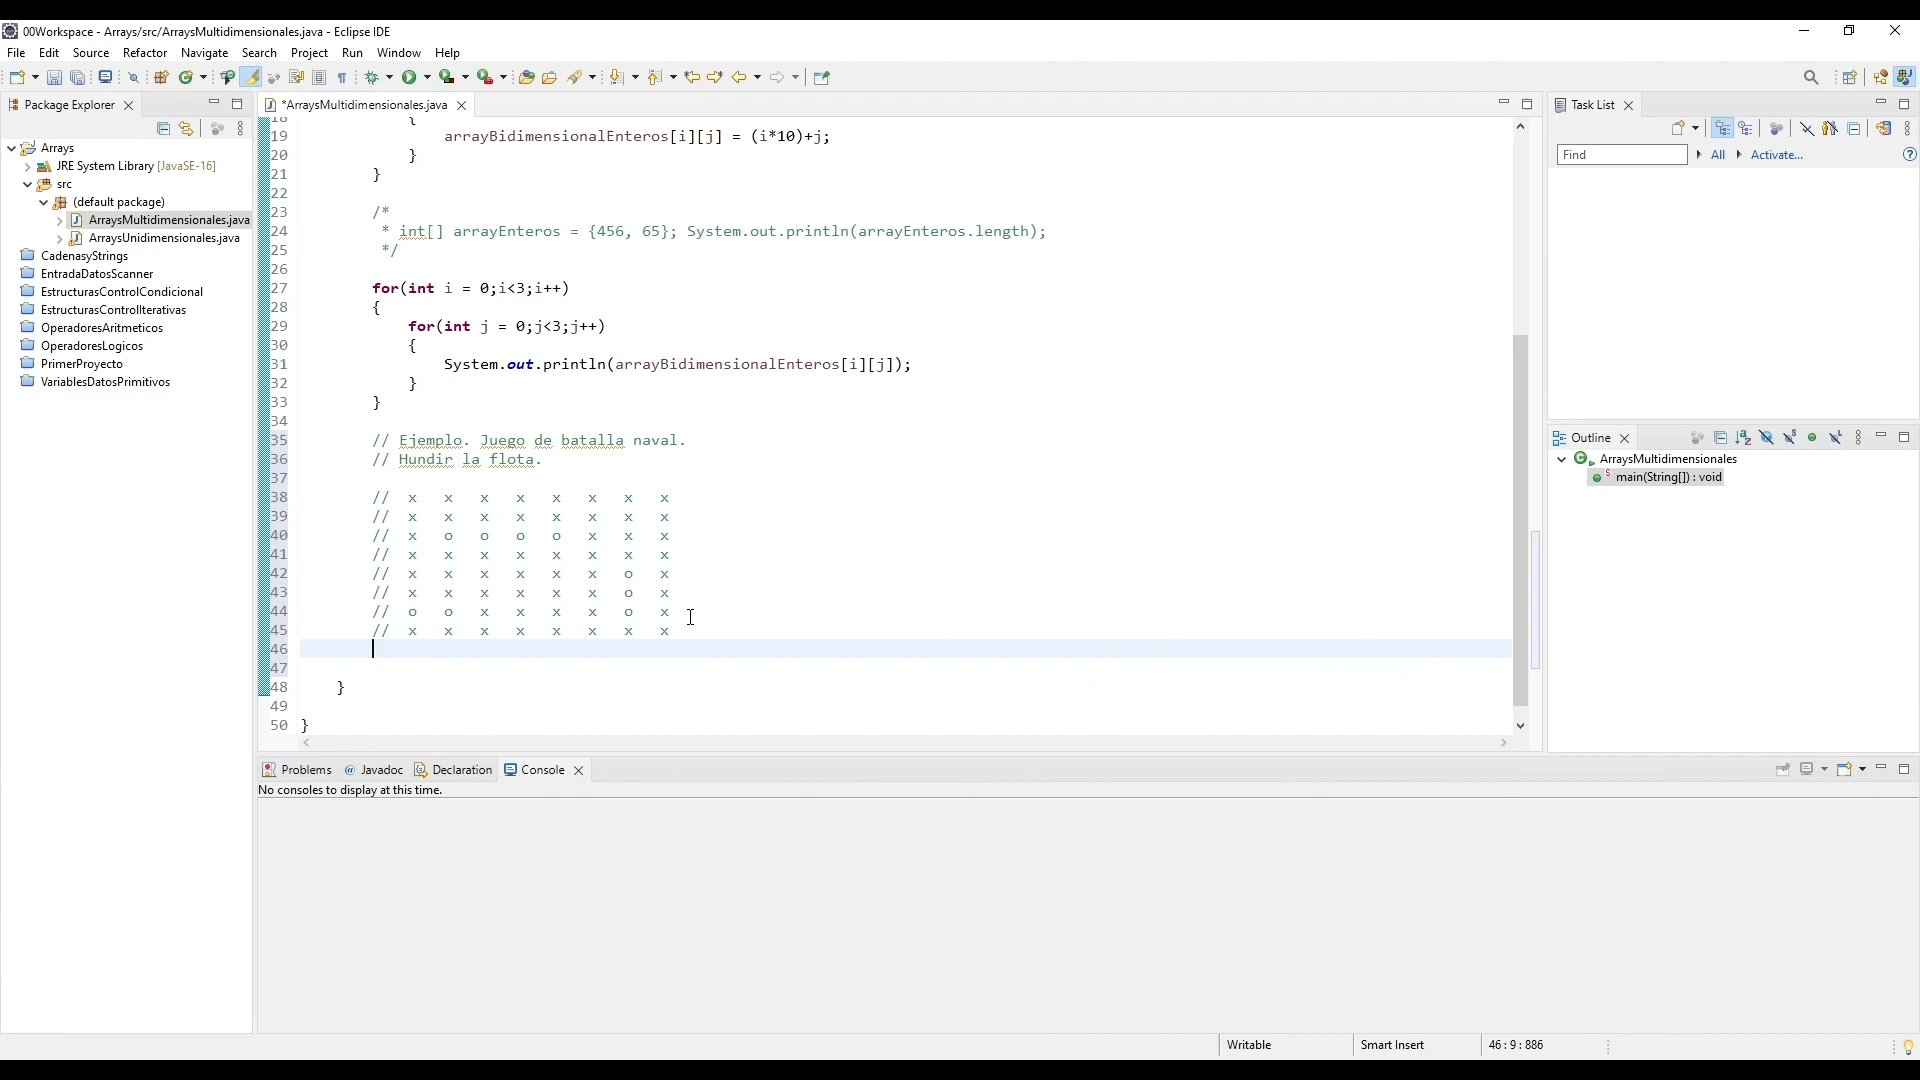 00Workspace - Arrays/src/ArraysMultidimensionales.java - Eclipse IDE
File Edit Source Refactor Navigate Search Project Run Window Help
Package Explorer
Arrays
JRE System Library [JavaSE-16]
src
(default package)
ArraysMultidimensionales.java
ArraysUnidimensionales.java
CadenasyStrings
EntradaDatosScanner
EstructurasControlCondicional
EstructurasControlIterativas
OperadoresAritmeticos
OperadoresLogicos
PrimerProyecto
VariablesDatosPrimitivos
*ArraysMultidimensionales.java
18 {
19 arrayBidimensionalEnteros[i][j] = (i*10)+j;
20 }
21 }
22
23 /*
24 * int[] arrayEnteros = {456, 65}; System.out.println(arrayEnteros.length);
25 */
26
27 for(int i = 0;i<3;i++)
28 {
29 for(int j = 0;j<3;j++)
30 {
31 System.out.println(arrayBidimensionalEnteros[i][j]);
32 }
33 }
34
35 // Ejemplo. Juego de batalla naval.
36 // Hundir la flota.
37
38 // x x x x x x x x
39 // x x x x x x x x
40 // x o o o o x x x
41 // x x x x x x x x
42 // x x x x x x o x
43 // x x x x x x o x
44 // o o x x x x o x
45 // x x x x x x x x
46
47
48 }
49
50 }
Task List
Find All Activate...
Outline
ArraysMultidimensionales
main(String[]) : void
Problems Javadoc Declaration Console
No consoles to display at this time.
Writable Smart Insert 46 : 9 : 886